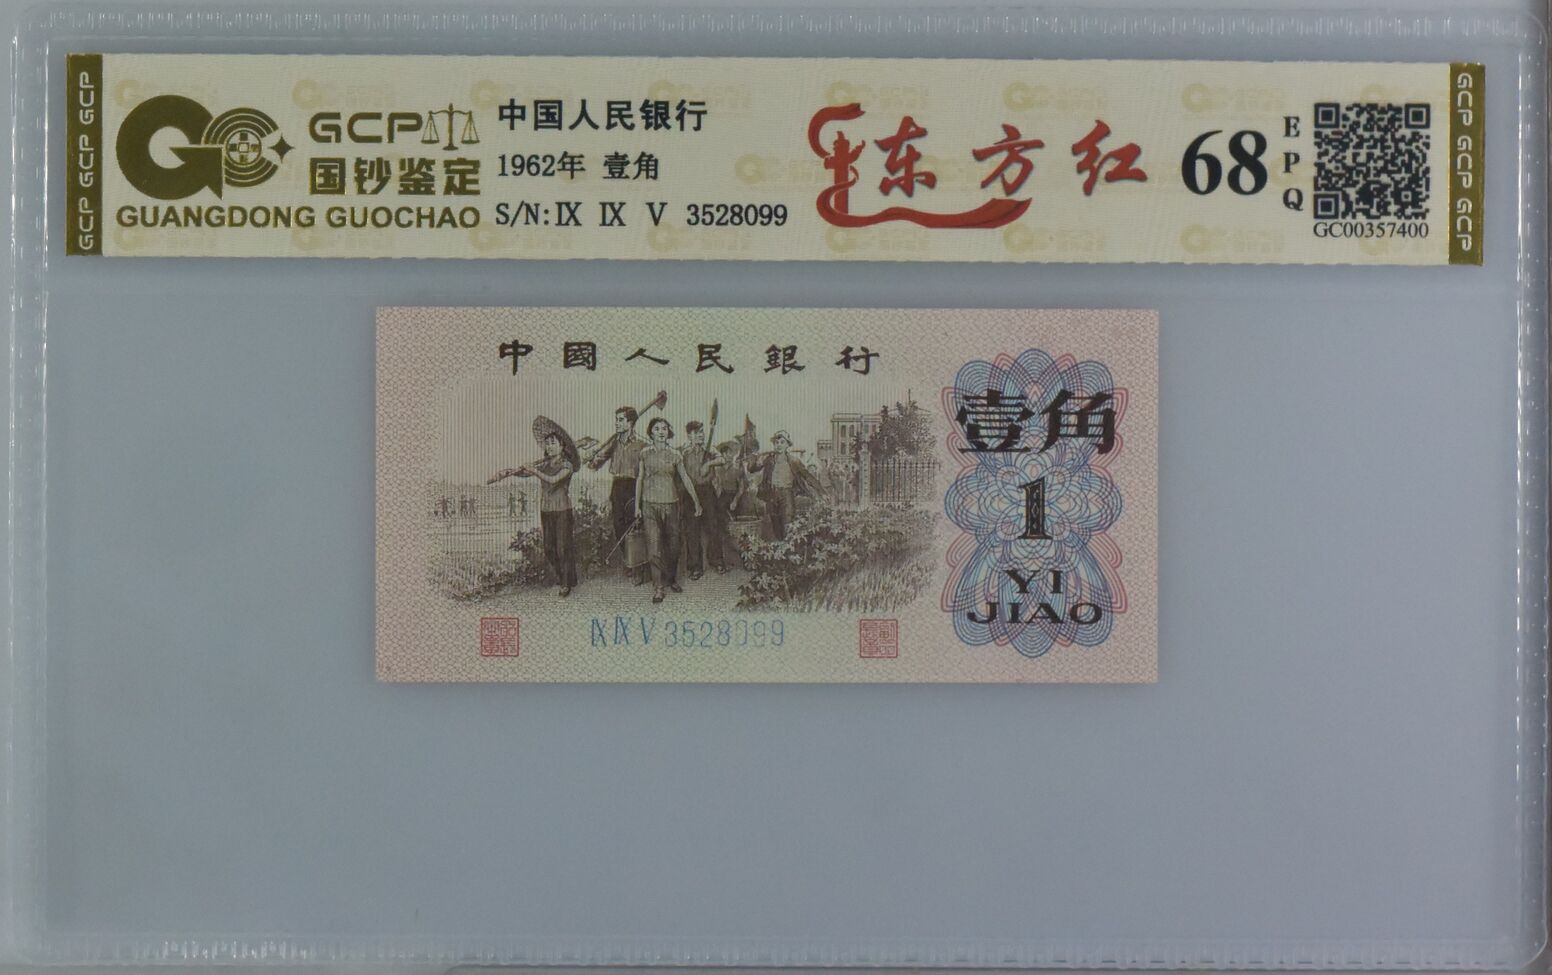 GCP GCP GCP
GCP
国钞鉴定
GUANGDONG GUOCHAO
中国人民银行
1962年 壹角
S/N: IX IX V 3528099
东方红
68
EPQ
GC00357400
GCP GCP GCP
中國人民銀行
壹角
1
YI
JIAO
IX IX V 3528099